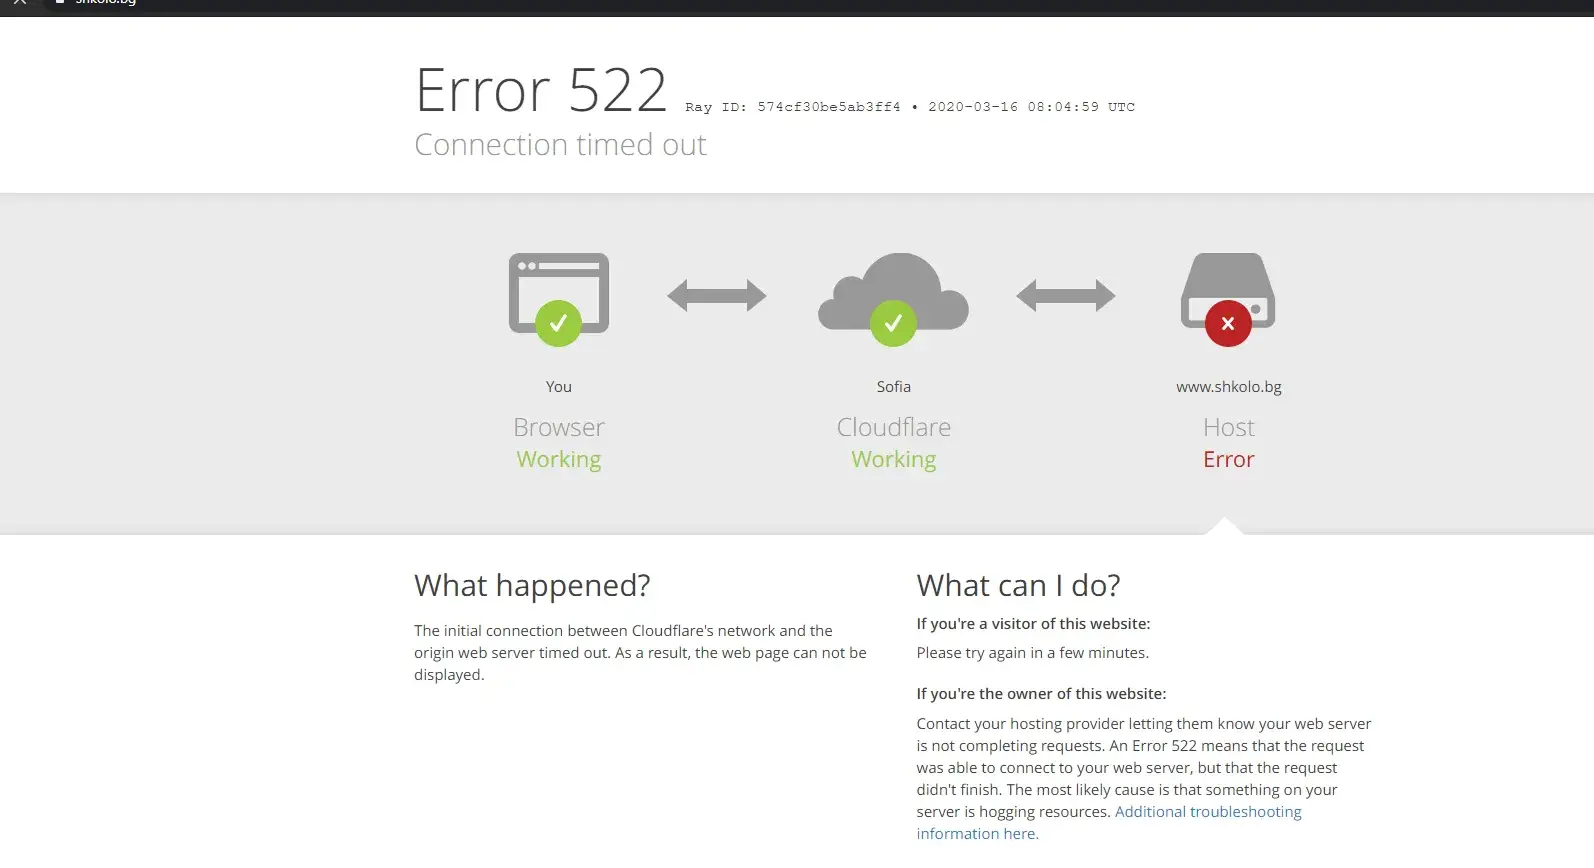 shkolo.bg
Error 522 Ray ID: 574cf30be5ab3ff4 • 2020-03-16 08:04:59 UTC
Connection timed out
You
Browser
Working
Sofia
Cloudflare
Working
www.shkolo.bg
Host
Error
What happened?
The initial connection between Cloudflare's network and the
origin web server timed out. As a result, the web page can not be
displayed.
What can I do?
If you're a visitor of this website:
Please try again in a few minutes.
If you're the owner of this website:
Contact your hosting provider letting them know your web server
is not completing requests. An Error 522 means that the request
was able to connect to your web server, but that the request
didn't finish. The most likely cause is that something on your
server is hogging resources. Additional troubleshooting
information here.